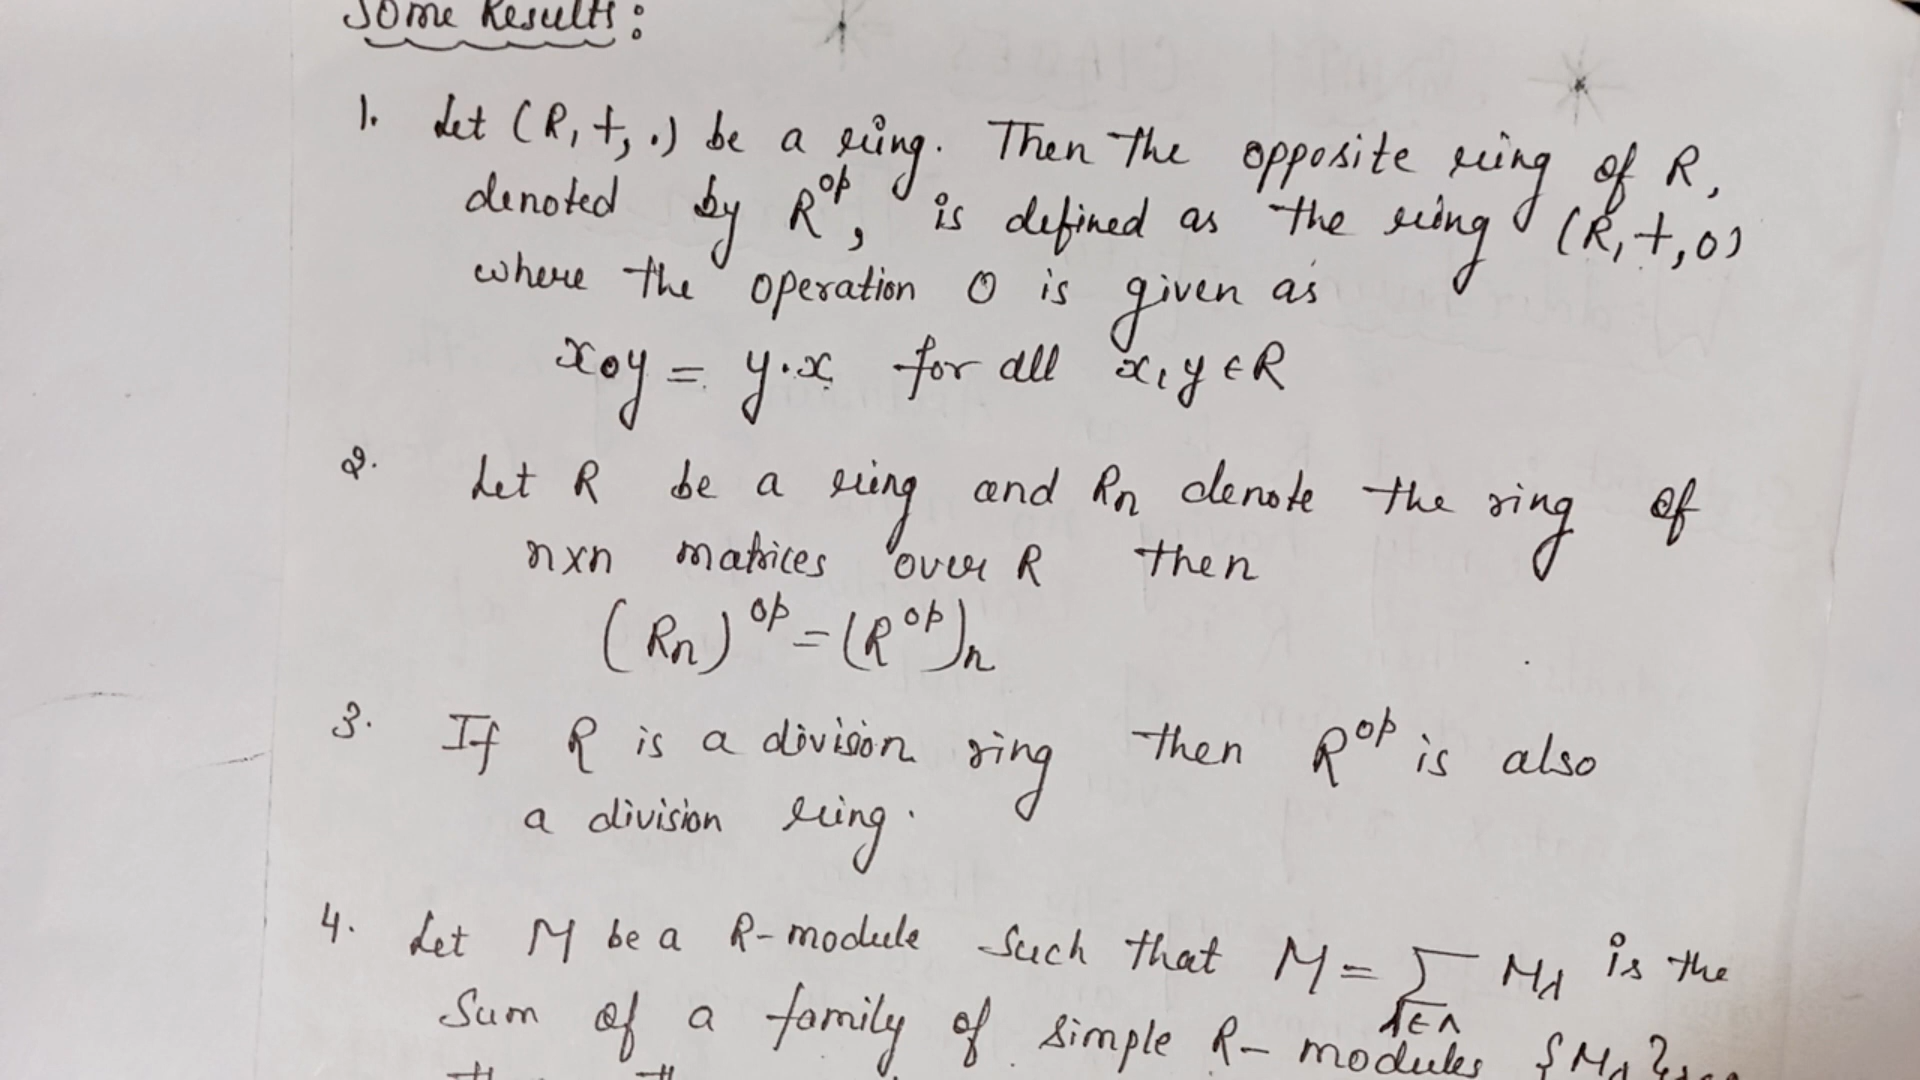 Some Results:
1. Let (R, +, .) be a ring. Then the opposite ring of R,
denoted by R^op, is defined as the ring (R, +, o)
where the operation o is given as
xoy = y.x for all x, y ∈ R
2. Let R be a ring and Rn denote the ring of
nxn matrices over R then
(Rn)^op = (R^op)n
3. If R is a division ring then R^op is also
a division ring.
4. Let M be a R-module such that M = Σ Mλ is the
λ∈Λ
Sum of a family of simple R-modules {Mλ}